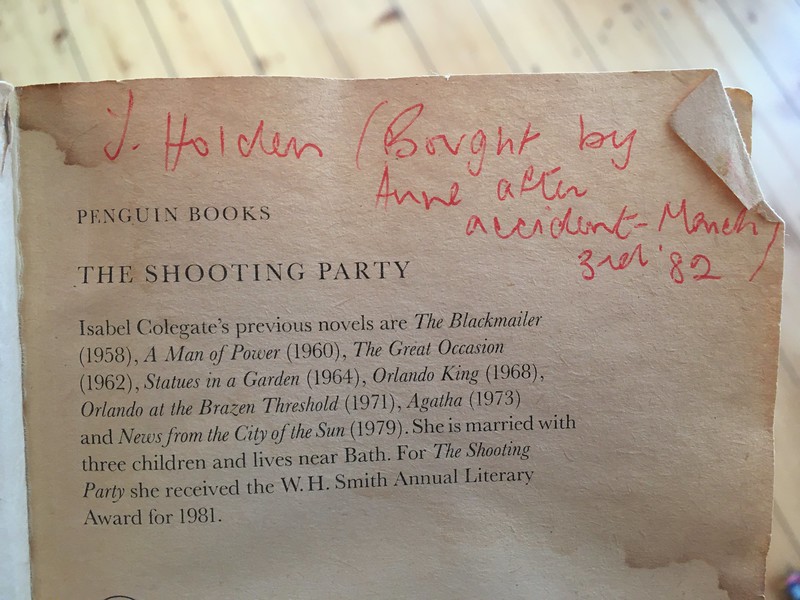 J. Holden (Bought by
Anne after
accident - March
3rd '82)
PENGUIN BOOKS
THE SHOOTING PARTY
Isabel Colegate's previous novels are The Blackmailer
(1958), A Man of Power (1960), The Great Occasion
(1962), Statues in a Garden (1964), Orlando King (1968),
Orlando at the Brazen Threshold (1971), Agatha (1973)
and News from the City of the Sun (1979). She is married with
three children and lives near Bath. For The Shooting
Party she received the W. H. Smith Annual Literary
Award for 1981.